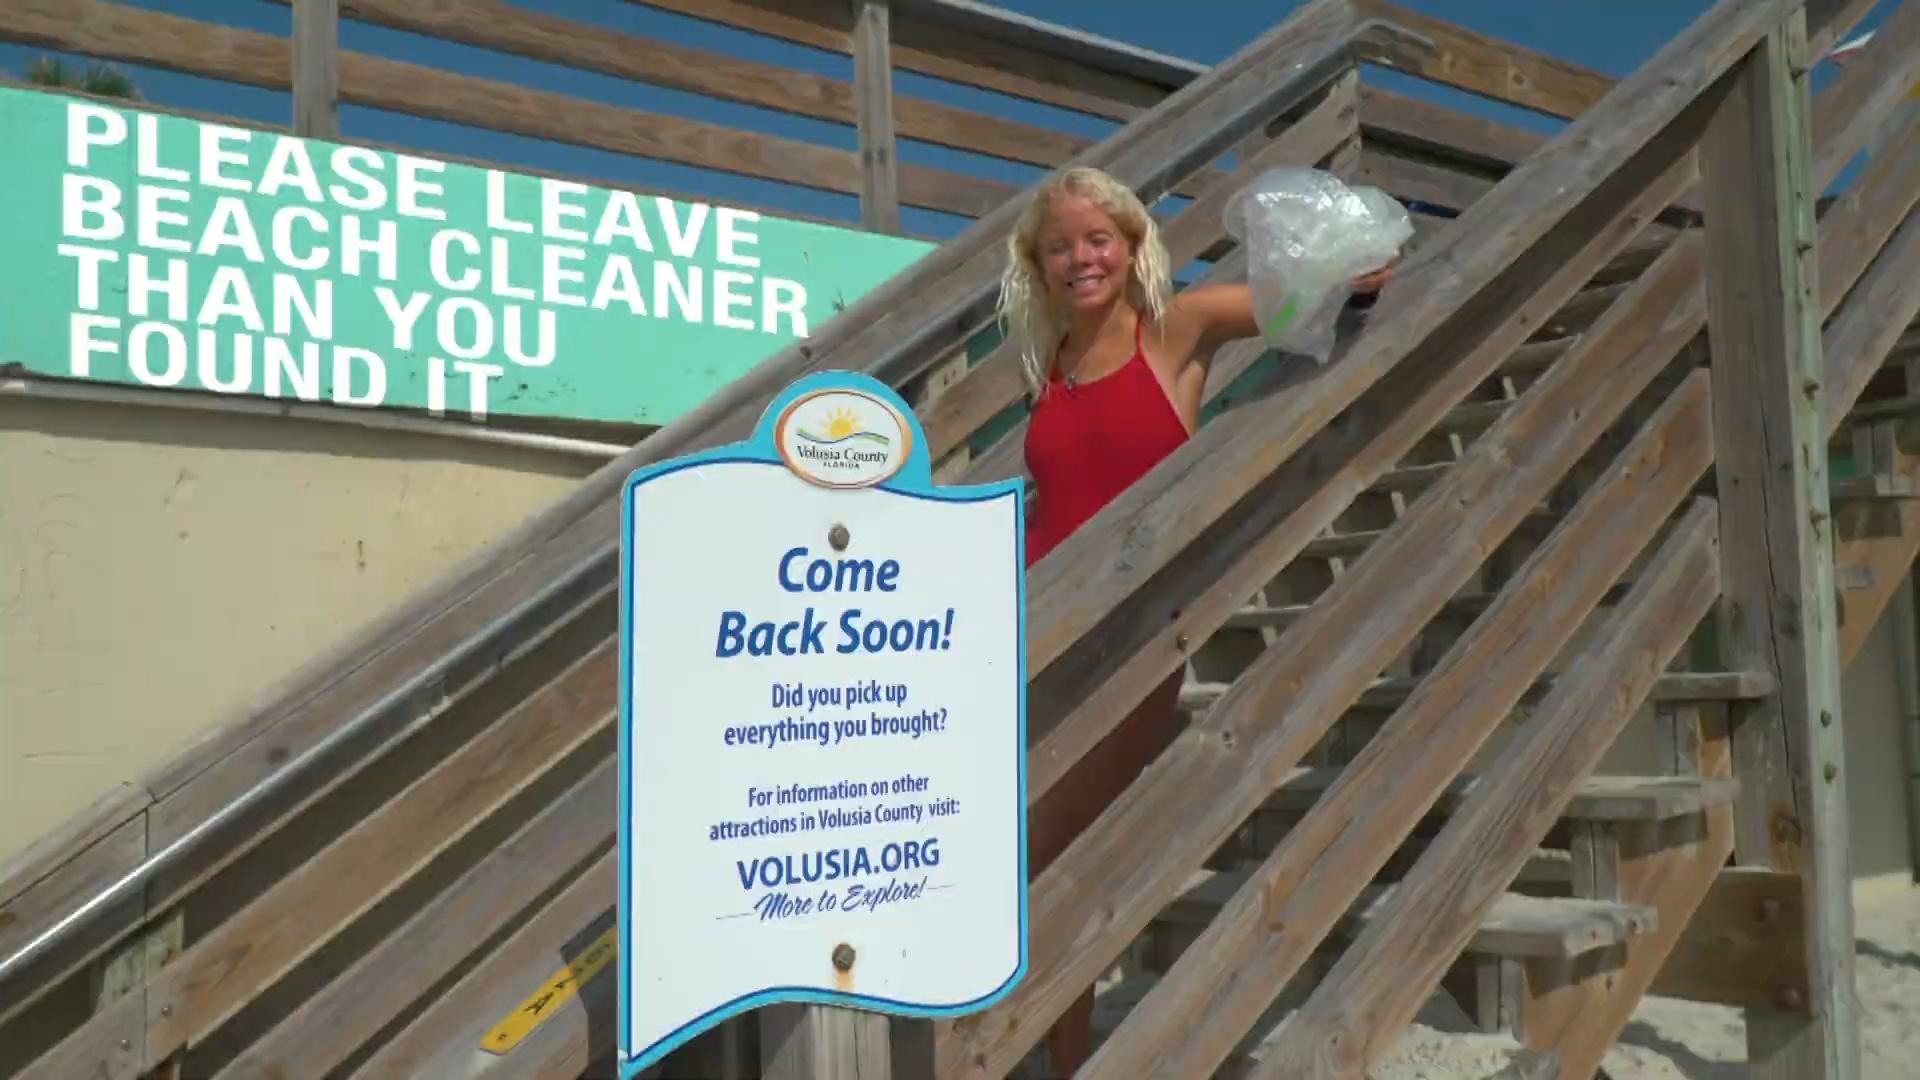 PLEASE LEAVE
BEACH CLEANER
THAN YOU
FOUND IT
Volusia County
FLORIDA
Come
Back Soon!
Did you pick up
everything you brought?
For information on other
attractions in Volusia County visit:
VOLUSIA.ORG
More to Explore!